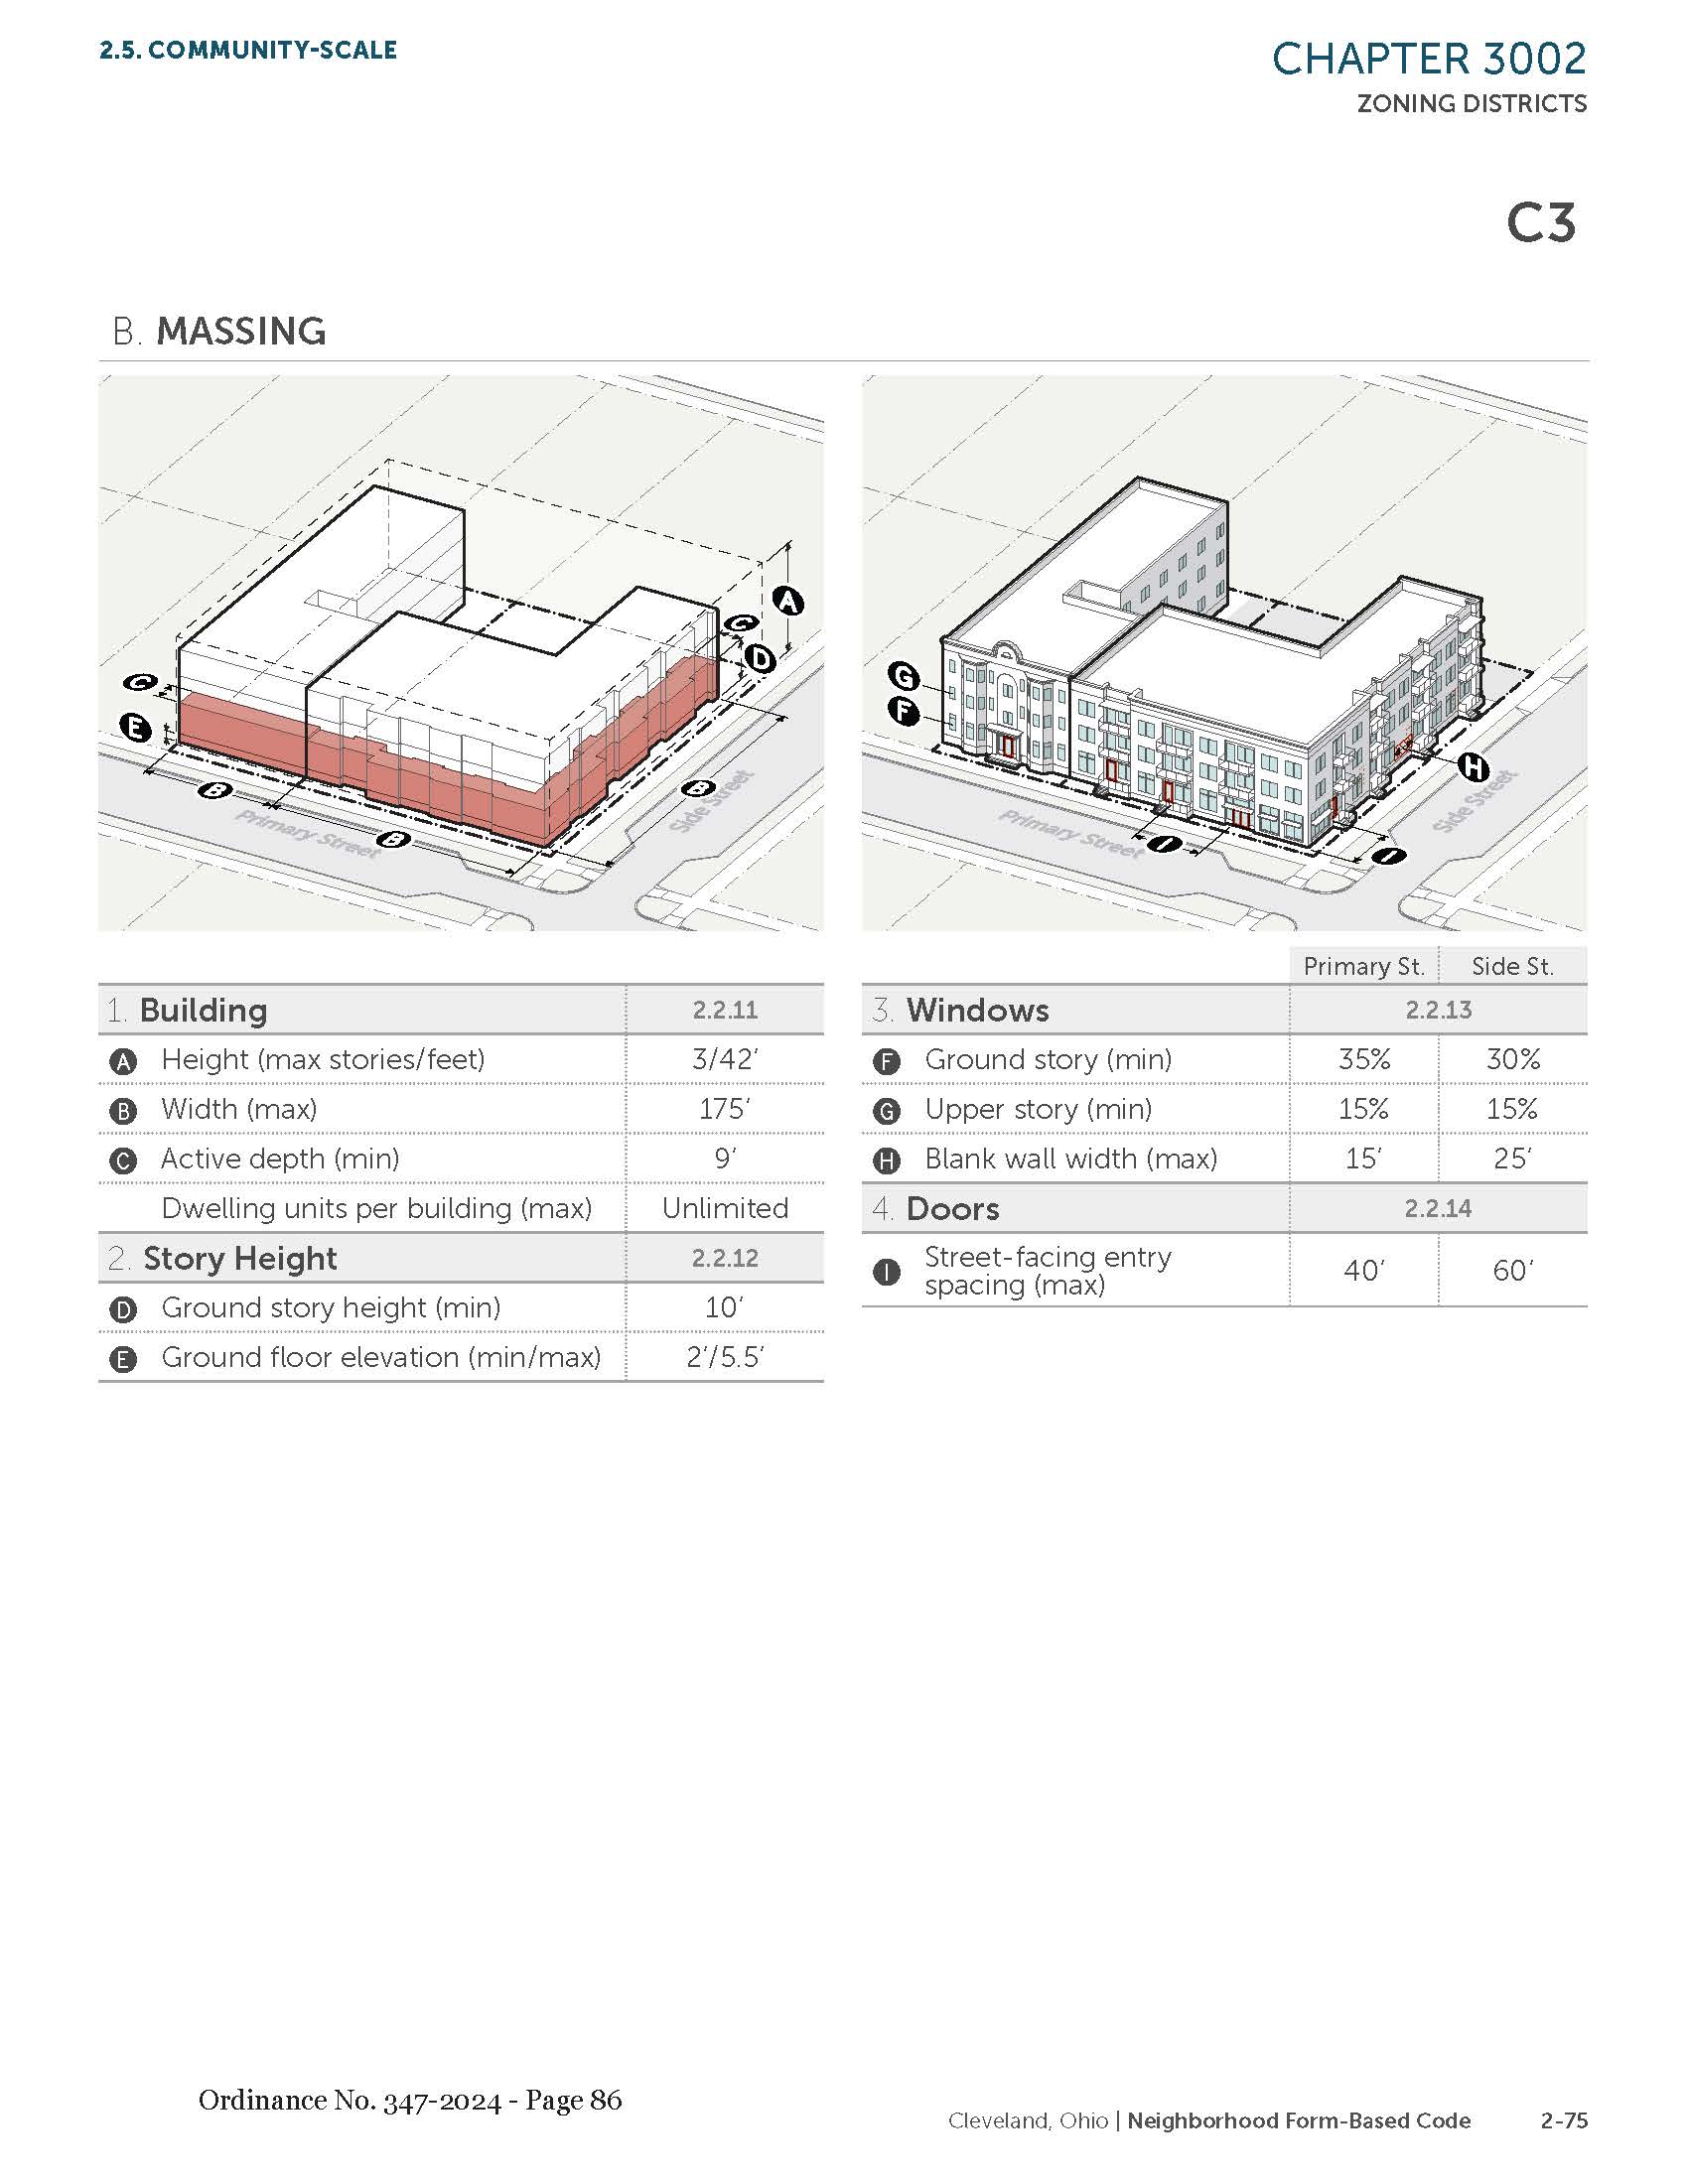 2.5. COMMUNITY-SCALE
CHAPTER 3002
ZONING DISTRICTS
C3
B. MASSING
A
C
D
C
E
B
B
B
Primary Street
Side Street
G
F
H
I
I
Primary Street
Side Street
1. Building 2.2.11
A Height (max stories/feet) 3/42’
B Width (max) 175’
C Active depth (min) 9’
Dwelling units per building (max) Unlimited
2. Story Height 2.2.12
D Ground story height (min) 10’
E Ground floor elevation (min/max) 2’/5.5’
Primary St. Side St.
3. Windows 2.2.13
F Ground story (min) 35% 30%
G Upper story (min) 15% 15%
H Blank wall width (max) 15’ 25’
4. Doors 2.2.14
I Street-facing entry
spacing (max) 40’ 60’
Ordinance No. 347-2024 - Page 86
Cleveland, Ohio | Neighborhood Form-Based Code 2-75